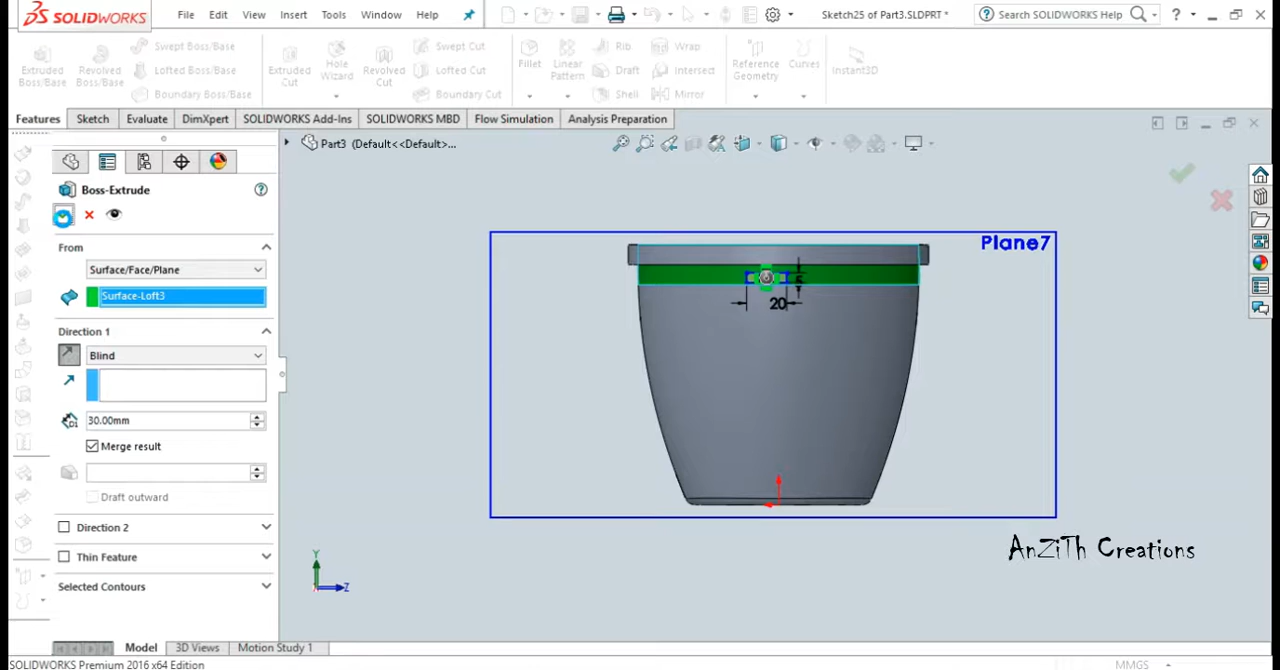 SOLIDWORKS File Edit View Insert Tools Window Help Sketch25 of Part3.SLDPRT * Search SOLIDWORKS Help
Extruded Boss/Base
Revolved Boss/Base
Swept Boss/Base
Lofted Boss/Base
Boundary Boss/Base
Extruded Cut
Hole Wizard
Revolved Cut
Swept Cut
Lofted Cut
Boundary Cut
Fillet
Linear Pattern
Rib
Draft
Shell
Wrap
Intersect
Mirror
Reference Geometry
Curves
Instant3D
Features Sketch Evaluate DimXpert SOLIDWORKS Add-Ins SOLIDWORKS MBD Flow Simulation Analysis Preparation
Part3 (Default<<Default>...
Boss-Extrude
From
Surface/Face/Plane
Surface-Loft3
Direction 1
Blind
30.00mm
Merge result
Draft outward
Direction 2
Thin Feature
Selected Contours
Plane7
5
20
Y
Z
AnZiTh Creations
Model 3D Views Motion Study 1
SOLIDWORKS Premium 2016 x64 Edition MMGS